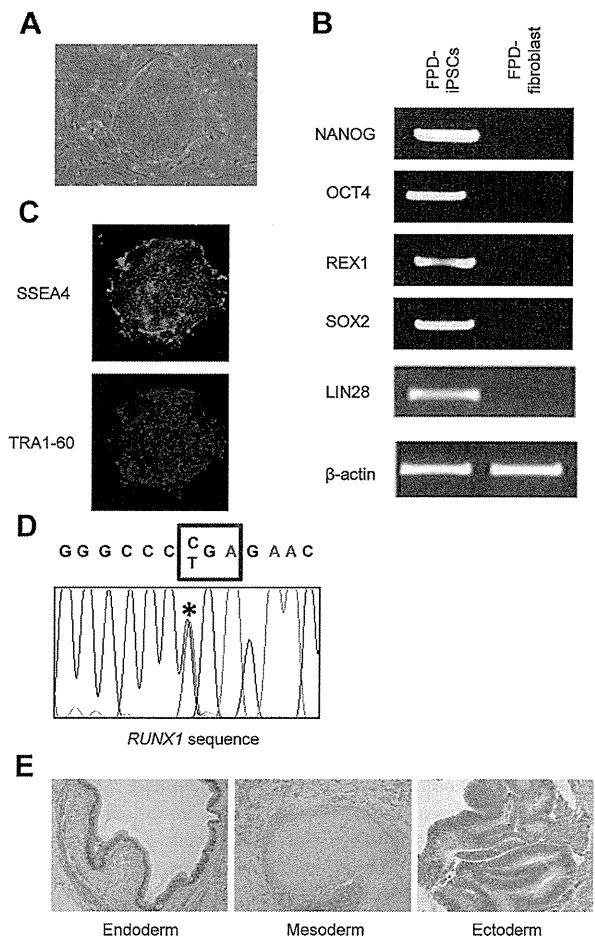 A
B
FPD-
iPSCs
FPD-
fibroblast
NANOG
OCT4
REX1
SOX2
LIN28
β-actin
C
SSEA4
TRA1-60
D
G G G C C C C G A G A A C
T
*
RUNX1 sequence
E
Endoderm
Mesoderm
Ectoderm